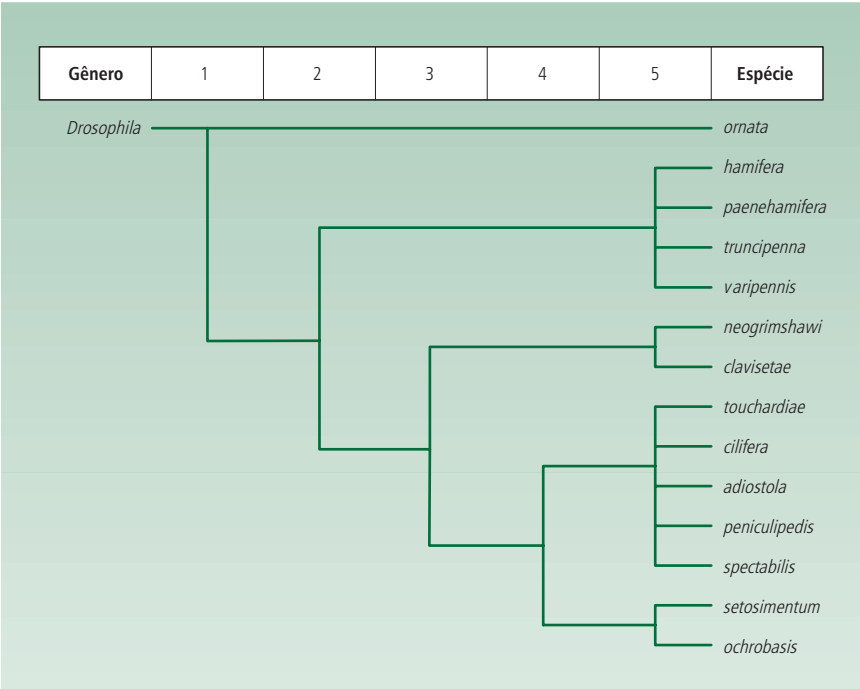 Gênero 1 2 3 4 5 Espécie
Drosophila ornata
hamifera
paenehamifera
truncipenna
varipennis
neogrimshawi
clavisetae
touchardiae
cilifera
adiostola
peniculipedis
spectabilis
setosimentum
ochrobasis